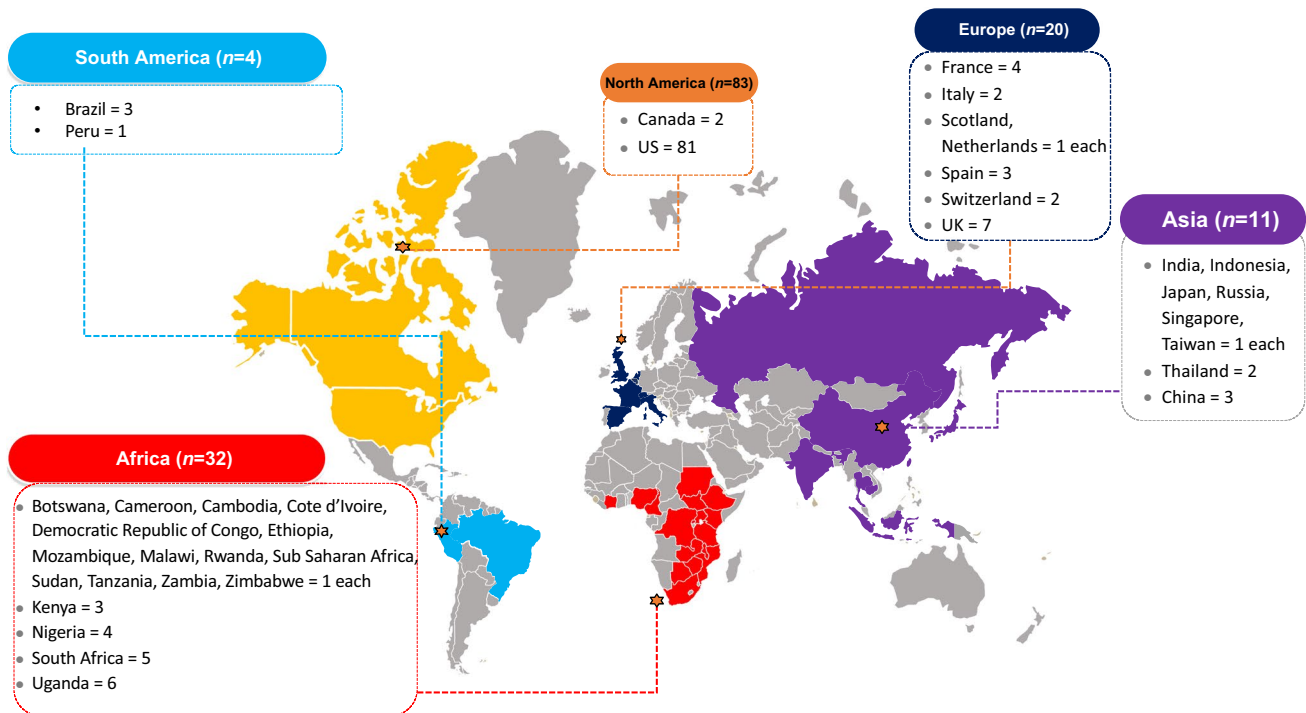 South America (n=4)
• Brazil = 3
• Peru = 1
North America (n=83)
• Canada = 2
• US = 81
Europe (n=20)
• France = 4
• Italy = 2
• Scotland,
Netherlands = 1 each
• Spain = 3
• Switzerland = 2
• UK = 7
Asia (n=11)
• India, Indonesia,
Japan, Russia,
Singapore,
Taiwan = 1 each
• Thailand = 2
• China = 3
Africa (n=32)
• Botswana, Cameroon, Cambodia, Cote d’Ivoire,
Democratic Republic of Congo, Ethiopia,
Mozambique, Malawi, Rwanda, Sub Saharan Africa,
Sudan, Tanzania, Zambia, Zimbabwe = 1 each
• Kenya = 3
• Nigeria = 4
• South Africa = 5
• Uganda = 6